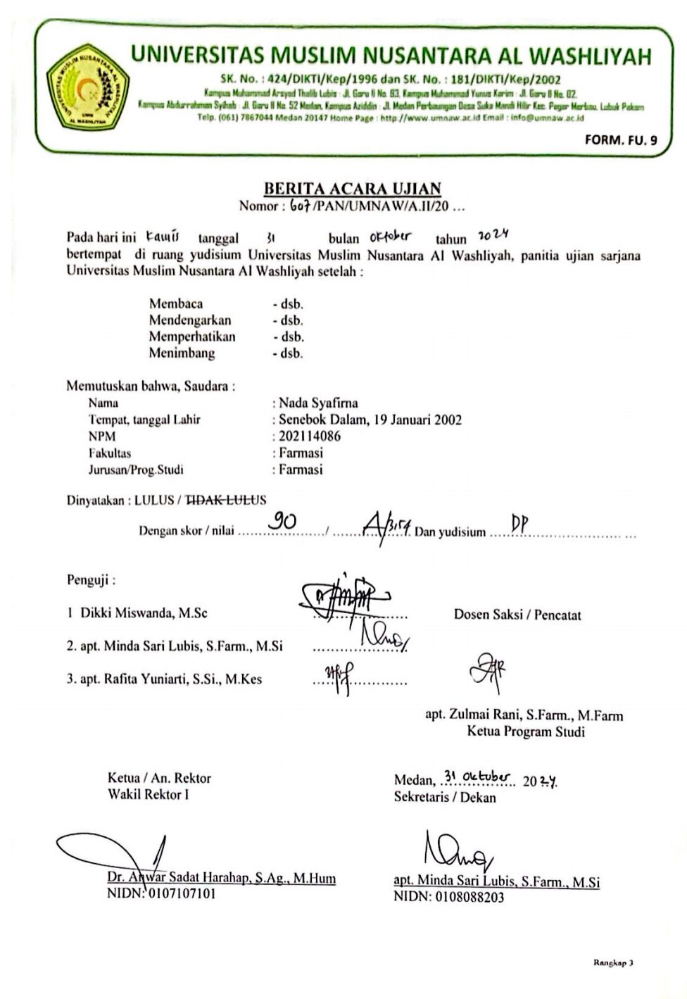 UNIVERSITAS MUSLIM NUSANTARA AL WASHLIYAH
SK. No. : 424/DIKTI/Kep/1996 dan SK. No. : 181/DIKTI/Kep/2002
Kampus Muhammad Arsyad Thalib Lubis : Jl. Garu II No. 93, Kampus Muhammad Yunus Karim : Jl. Garu II No. 02,
Kampus Abdurrahman Syihab : Jl. Garu II No. 52 Medan, Kampus Aziddin : Jl. Medan Perbaungan Desa Suka Mandi Hilir Kec. Pagar Merbau, Lubuk Pakam
Telp. (061) 7867044 Medan 20147 Home Page : http://www.umnaw.ac.id Email : info@umnaw.ac.id
UNIVERSITAS MUSLIM NUSANTARA AL WASHLIYAH
UMN
AL WASHLIYAH
FORM. FU. 9
BERITA ACARA UJIAN
Nomor : 607/PAN/UMNAW/A.II/20 ...
Pada hari ini Kamis tanggal 31 bulan Oktober tahun 2024
bertempat di ruang yudisium Universitas Muslim Nusantara Al Washliyah, panitia ujian sarjana
Universitas Muslim Nusantara Al Washliyah setelah :
Membaca - dsb.
Mendengarkan - dsb.
Memperhatikan - dsb.
Menimbang - dsb.
Memutuskan bahwa, Saudara :
Nama : Nada Syafirna
Tempat, tanggal Lahir : Senebok Dalam, 19 Januari 2002
NPM : 202114086
Fakultas : Farmasi
Jurusan/Prog.Studi : Farmasi
Dinyatakan : LULUS / TIDAK LULUS
Dengan skor / nilai 90 / A/3,54 Dan yudisium DP
Penguji :
1 Dikki Miswanda, M.Sc
Dosen Saksi / Pencatat
2. apt. Minda Sari Lubis, S.Farm., M.Si
3. apt. Rafita Yuniarti, S.Si., M.Kes
apt. Zulmai Rani, S.Farm., M.Farm
Ketua Program Studi
Ketua / An. Rektor
Wakil Rektor I
Medan, 31 Oktober 2024.
Sekretaris / Dekan
Dr. Anwar Sadat Harahap, S.Ag., M.Hum
NIDN: 0107107101
apt. Minda Sari Lubis, S.Farm., M.Si
NIDN: 0108088203
Rangkap 3